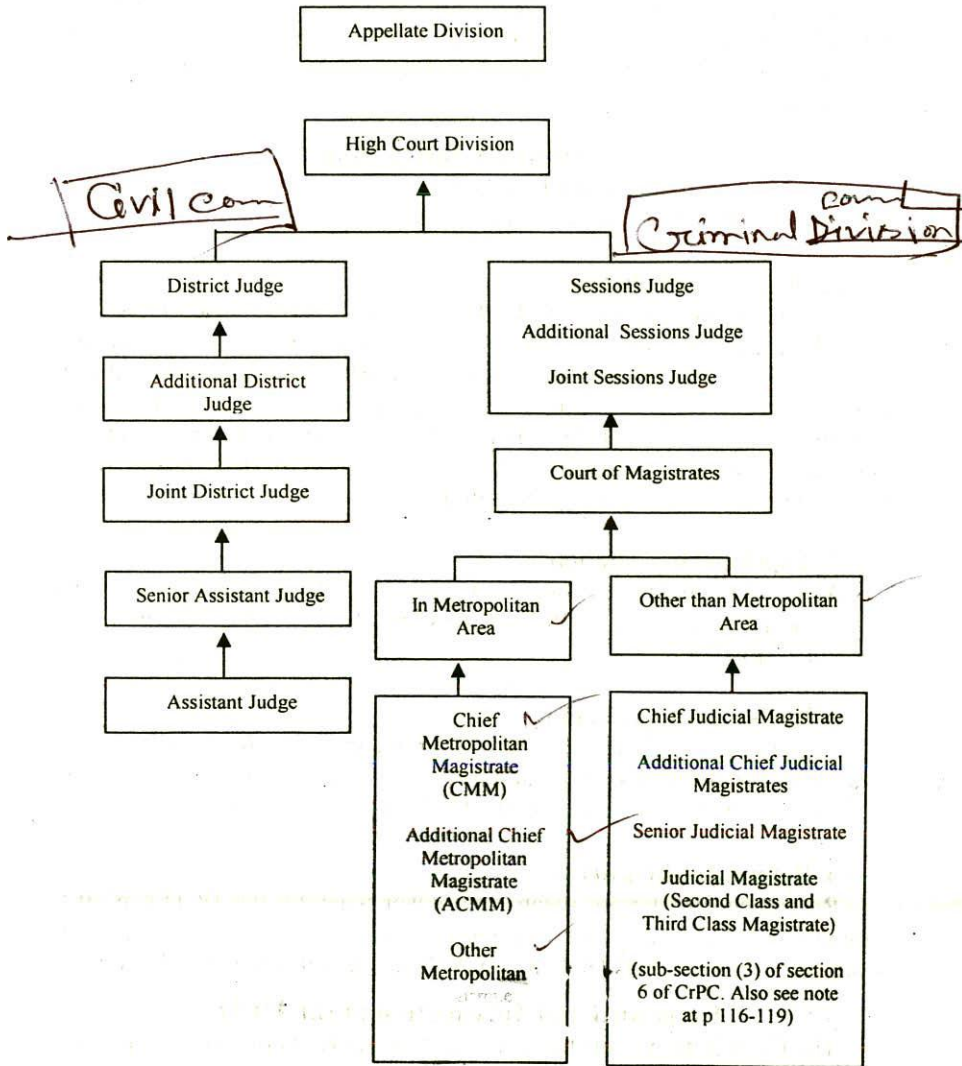 Appellate Division
High Court Division
Civil
Criminal Division
District Judge
Additional District
Judge
Joint District Judge
Senior Assistant Judge
Assistant Judge
Sessions Judge
Additional Sessions Judge
Joint Sessions Judge
Court of Magistrates
In Metropolitan
Area
Other than Metropolitan
Area
Chief
Metropolitan
Magistrate
(CMM)
Additional Chief
Metropolitan
Magistrate
(ACMM)
Other
Metropolitan
Chief Judicial Magistrate
Additional Chief Judicial
Magistrates
Senior Judicial Magistrate
Judicial Magistrate
(Second Class and
Third Class Magistrate)
(sub-section (3) of section
6 of CrPC. Also see note
at p 116-119)